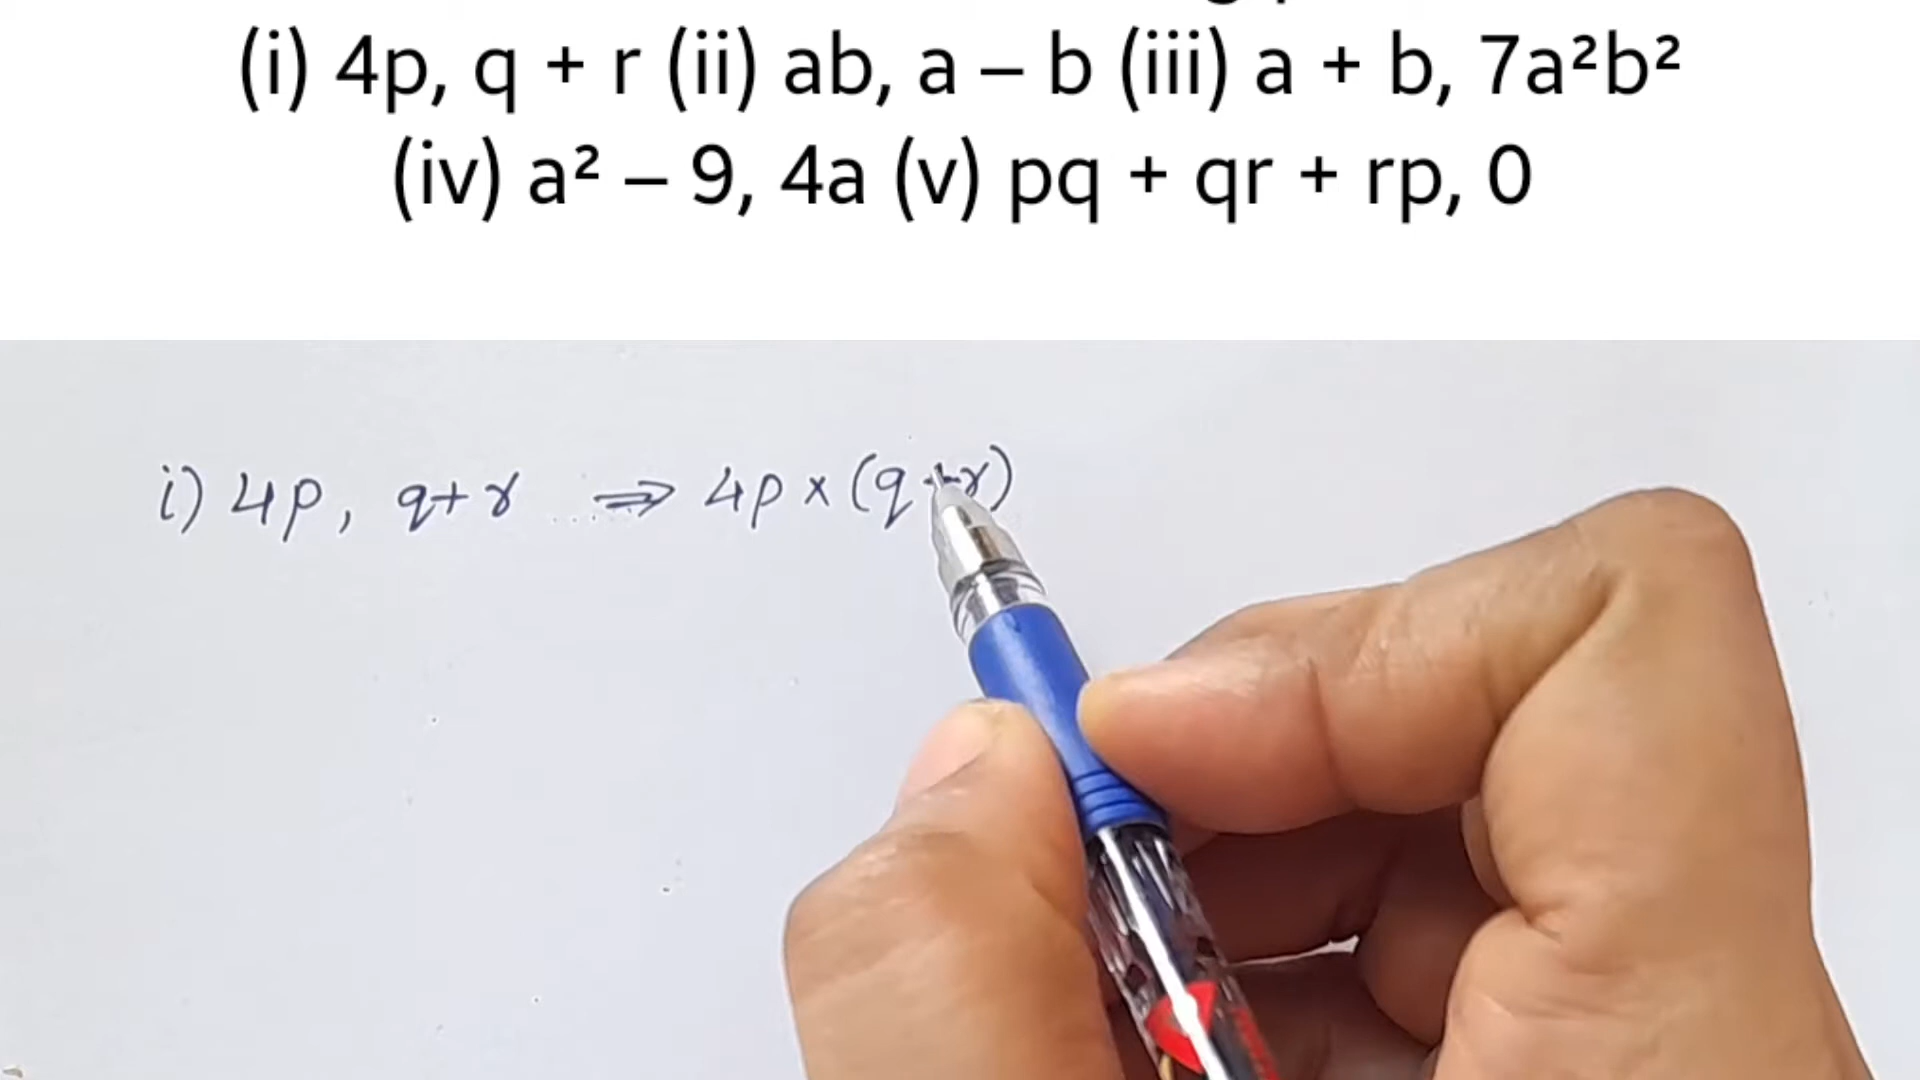 (i) 4p, q + r (ii) ab, a – b (iii) a + b, 7a²b²
(iv) a² – 9, 4a (v) pq + qr + rp, 0
i) 4p, q+r ⇒ 4p × (q+r)